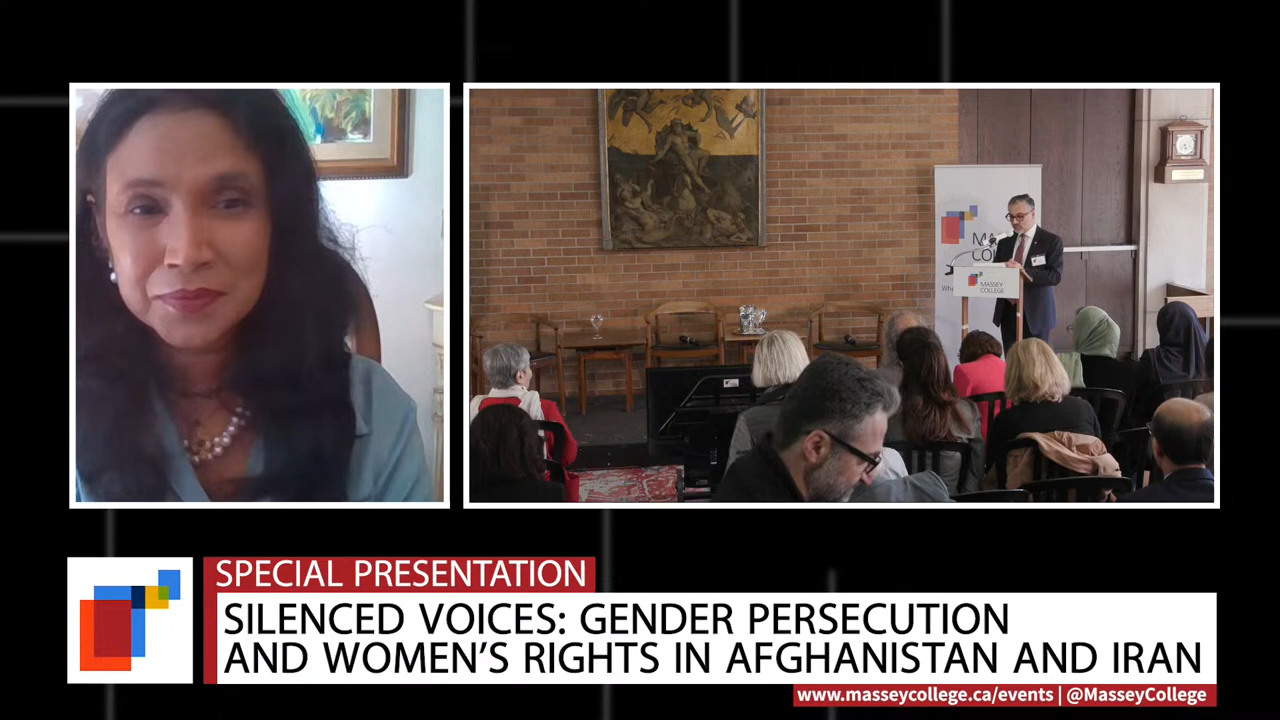 MASSEY
COLLEGE
SPECIAL PRESENTATION
SILENCED VOICES: GENDER PERSECUTION
AND WOMEN'S RIGHTS IN AFGHANISTAN AND IRAN
www.masseycollege.ca/events | @MasseyCollege